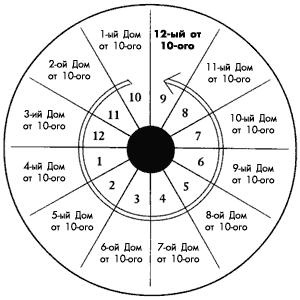 1-ый Дом
от 10-ого
12-ый от
10-ого
2-ой Дом
от 10-ого
11-ый Дом
от 10-ого
3-ий Дом
от 10-ого
10-ый Дом
от 10-ого
4-ый Дом
от 10-ого
9-ый Дом
от 10-ого
5-ый Дом
от 10-ого
8-ой Дом
от 10-ого
6-ой Дом
от 10-ого
7-ой Дом
от 10-ого
10
9
11
8
12
7
1
6
2
5
3
4